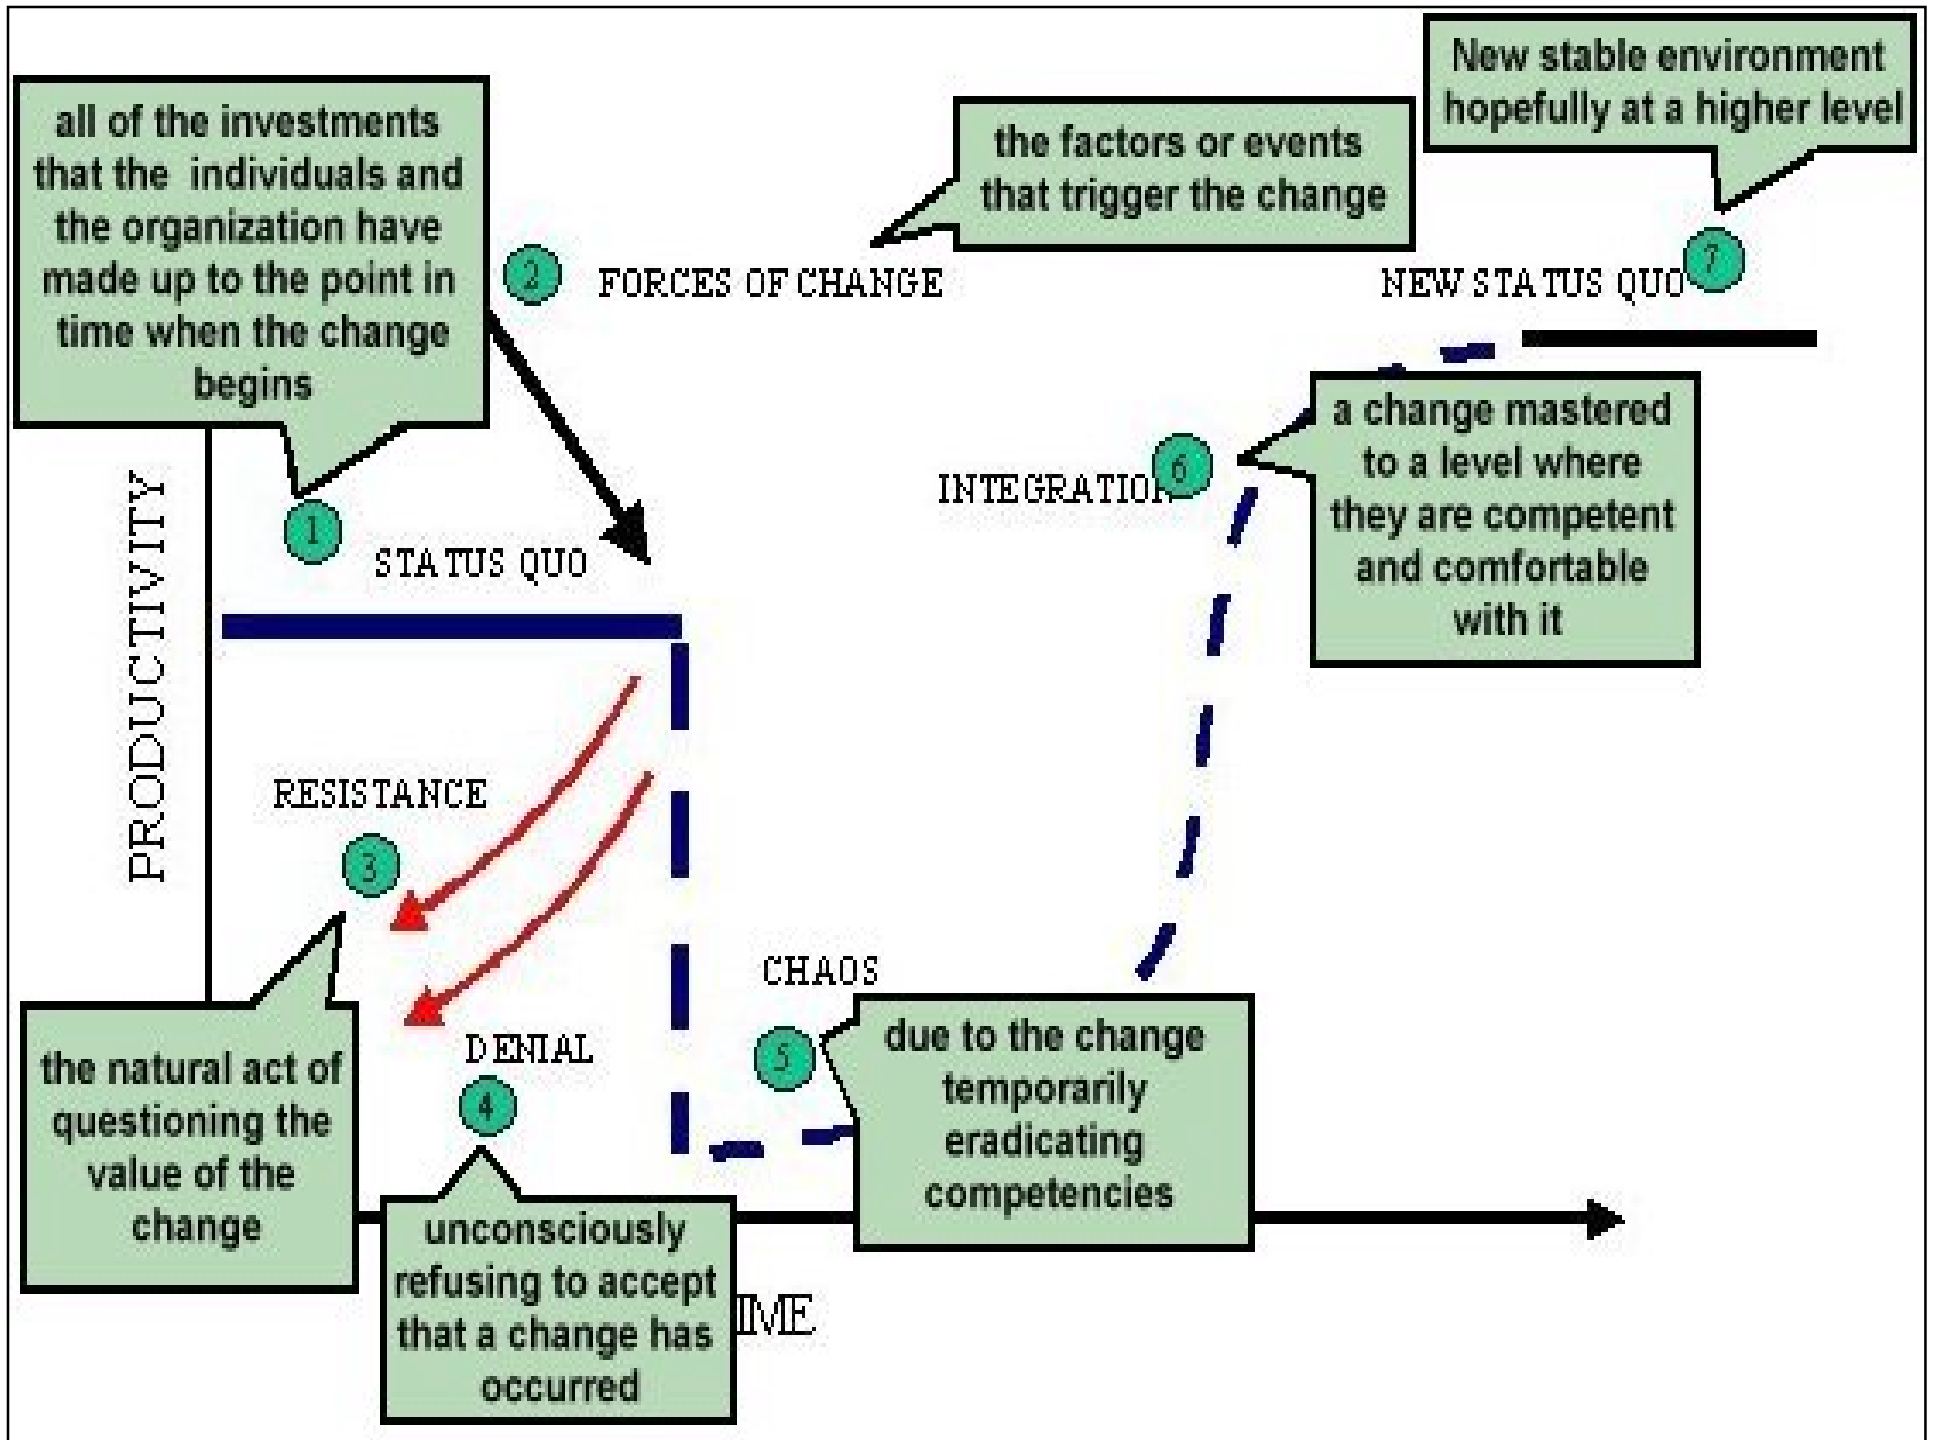 New stable environment
hopefully at a higher level
all of the investments
that the individuals and
the organization have
made up to the point in
time when the change
begins
the factors or events
that trigger the change
2
FORCES OF CHANGE
NEW STATUS QUO
7
a change mastered
to a level where
they are competent
and comfortable
with it
6
INTEGRATION
1
STATUS QUO
PRODUCTIVITY
RESISTANCE
3
the natural act of
questioning the
value of the
change
DENIAL
4
unconsciously
refusing to accept
that a change has
occurred
CHAOS
5
due to the change
temporarily
eradicating
competencies
IME